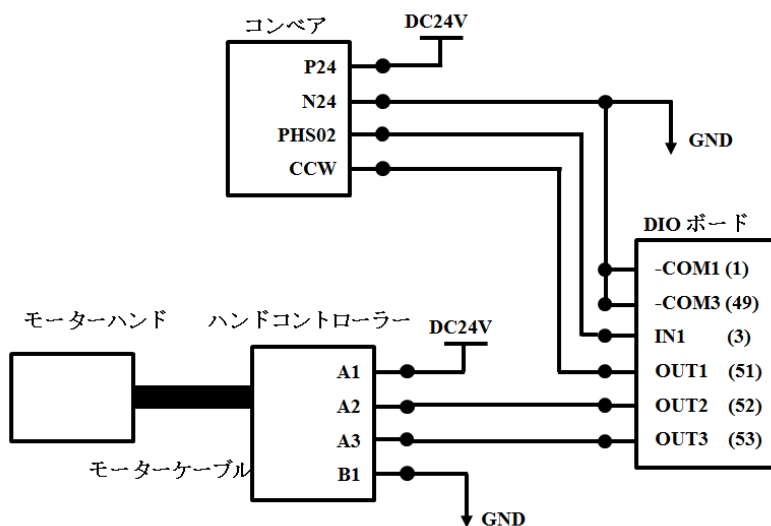 コンベア
DC24V
P24
N24
PHS02
CCW
GND
DIO ボード
-COM1 (1)
-COM3 (49)
IN1 (3)
OUT1 (51)
OUT2 (52)
OUT3 (53)
モーターハンド
ハンドコントローラー
DC24V
A1
A2
A3
B1
モーターケーブル
GND